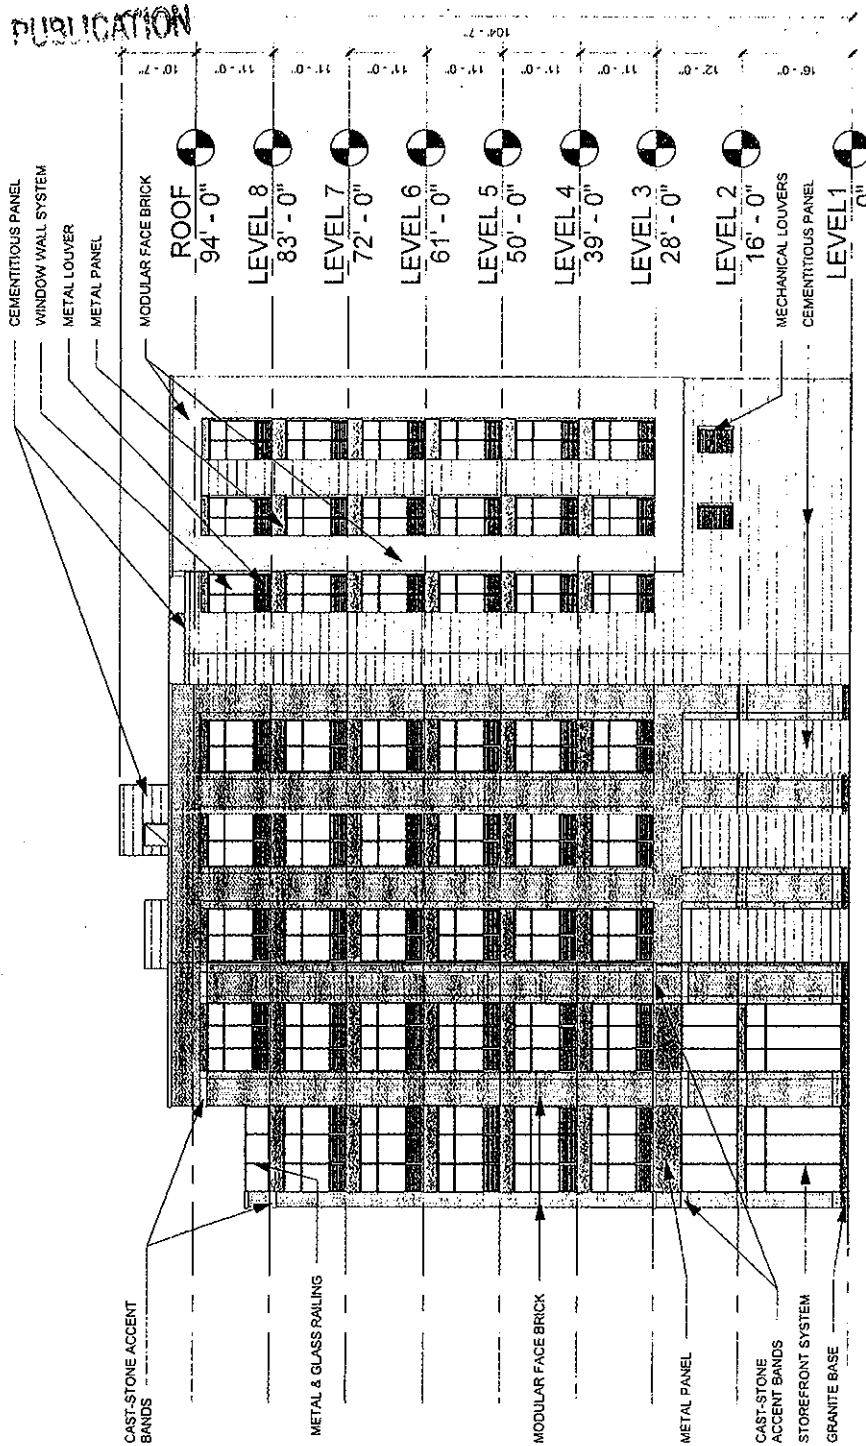 PUBLICATION
CEMENTITIOUS PANEL
WINDOW WALL SYSTEM
METAL LOUVER
METAL PANEL
MODULAR FACE BRICK
ROOF
94' - 0"
LEVEL 8
83' - 0"
LEVEL 7
72' - 0"
LEVEL 6
61' - 0"
LEVEL 5
50' - 0"
LEVEL 4
39' - 0"
LEVEL 3
28' - 0"
LEVEL 2
16' - 0"
LEVEL 1
0"
MECHANICAL LOUVERS
CEMENTITIOUS PANEL
10' - 7"
11' - 0"
11' - 0"
11' - 0"
11' - 0"
11' - 0"
11' - 0"
12' - 0"
16' - 0"
104' - 7"
CAST-STONE ACCENT
BANDS
METAL & GLASS RAILING
MODULAR FACE BRICK
METAL PANEL
CAST-STONE
ACCENT BANDS
STOREFRONT SYSTEM
GRANITE BASE